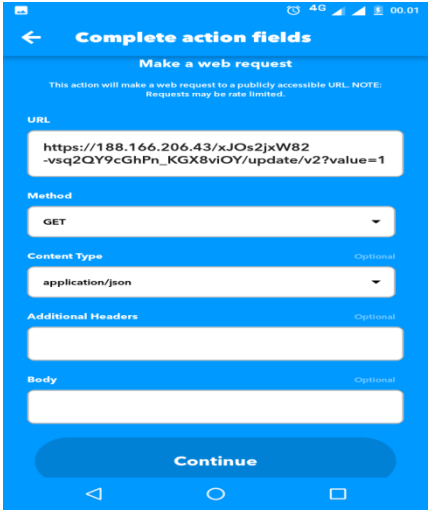 4G 00.01
Complete action fields
Make a web request
This action will make a web request to a publicly accessible URL. NOTE:
Requests may be rate limited.
URL
https://188.166.206.43/xJOs2jxW82
-vsq2QY9cGhPn_KGX8viOY/update/v2?value=1
Method
GET
Content Type Optional
application/json
Additional Headers Optional
Body Optional
Continue